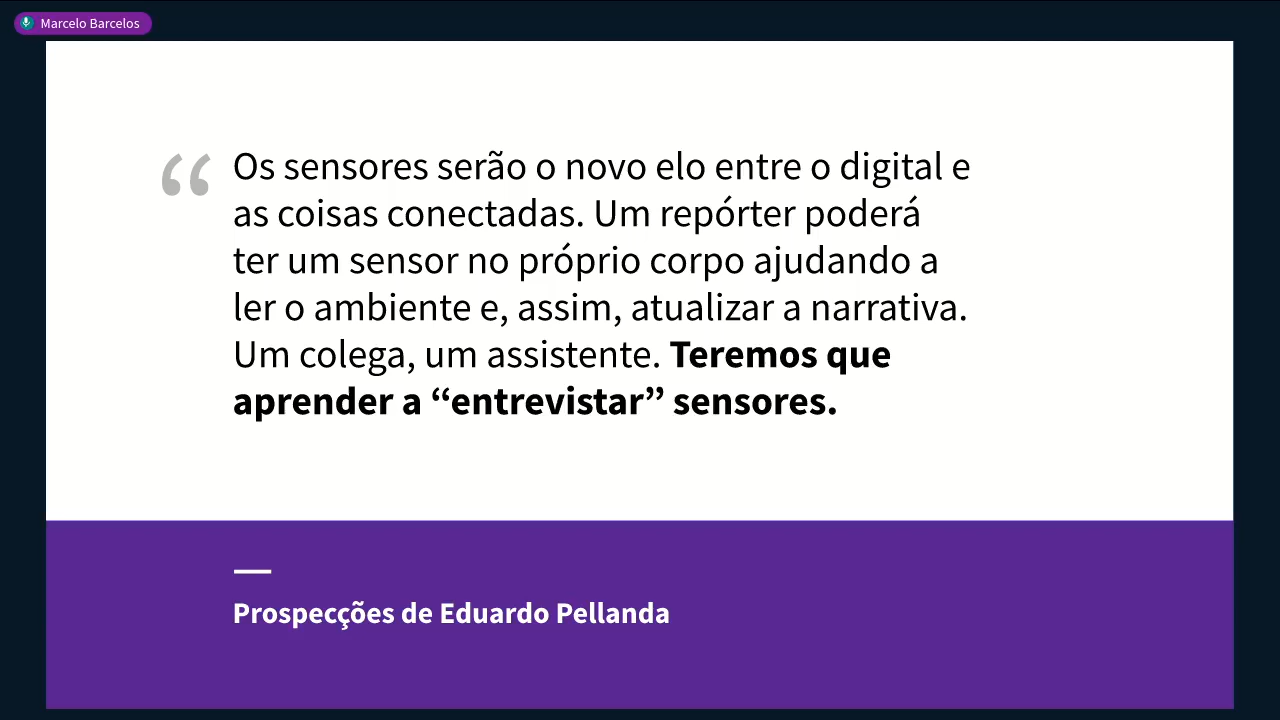 Marcelo Barcelos
“
Os sensores serão o novo elo entre o digital e
as coisas conectadas. Um repórter poderá
ter um sensor no próprio corpo ajudando a
ler o ambiente e, assim, atualizar a narrativa.
Um colega, um assistente. Teremos que
aprender a “entrevistar” sensores.
Prospecções de Eduardo Pellanda